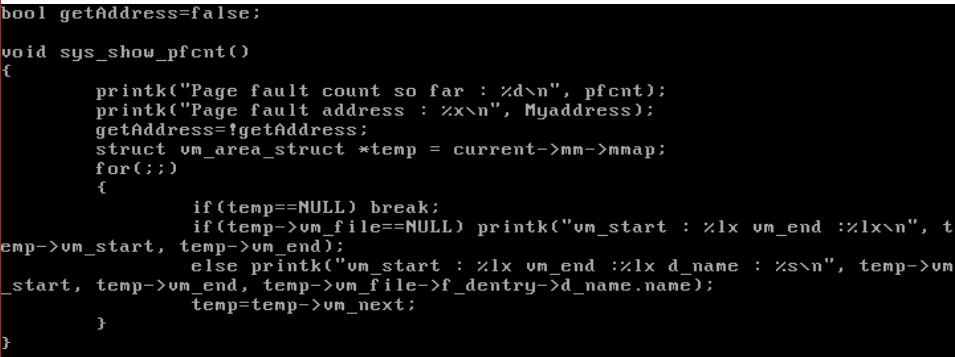 bool getAddress=false;

void sys_show_pfcnt()
{
        printk("Page fault count so far : %d\n", pfcnt);
        printk("Page fault address : %x\n", Myaddress);
        getAddress=!getAddress;
        struct vm_area_struct *temp = current->mm->mmap;
        for(;;)
        {
                if(temp==NULL) break;
                if(temp->vm_file==NULL) printk("vm_start : %lx vm_end :%lx\n", t
emp->vm_start, temp->vm_end);
                else printk("vm_start : %lx vm_end :%lx d_name : %s\n", temp->vm
_start, temp->vm_end, temp->vm_file->f_dentry->d_name.name);
                temp=temp->vm_next;
        }
}